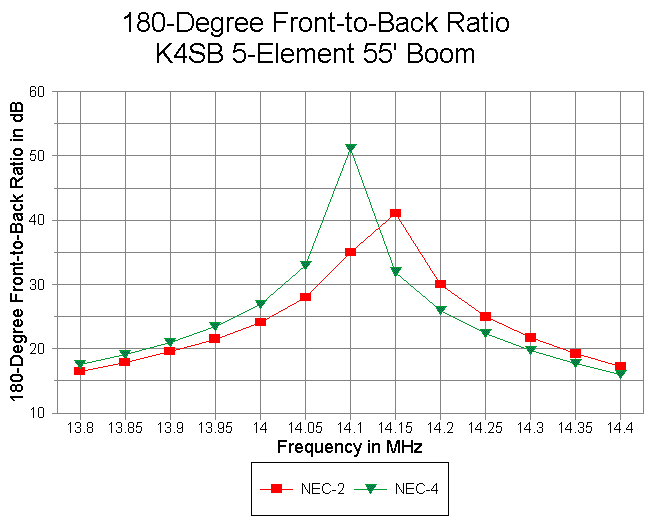 180-Degree Front-to-Back Ratio
K4SB 5-Element 55' Boom
180-Degree Front-to-Back Ratio in dB
60
50
40
30
20
10
13.8 13.85 13.9 13.95 14 14.05 14.1 14.15 14.2 14.25 14.3 14.35 14.4
Frequency in MHz
NEC-2 NEC-4